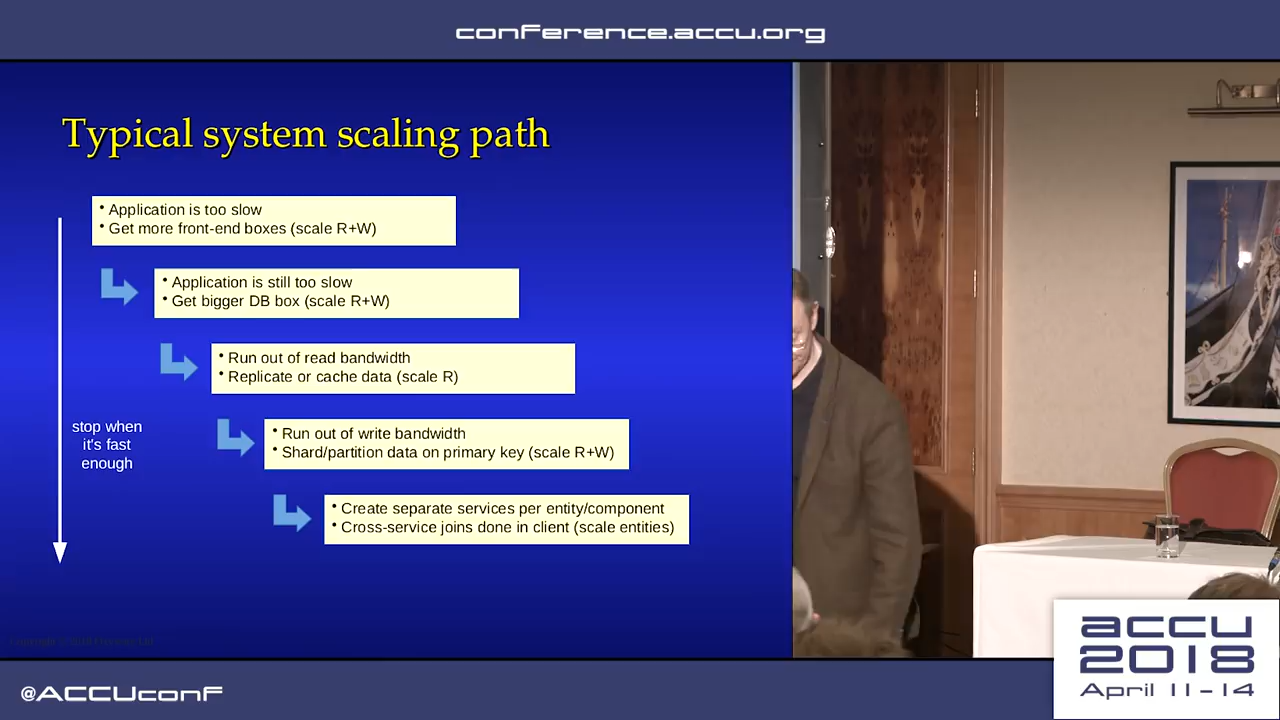 conference.accu.org
Typical system scaling path
• Application is too slow
• Get more front-end boxes (scale R+W)
• Application is still too slow
• Get bigger DB box (scale R+W)
• Run out of read bandwidth
• Replicate or cache data (scale R)
stop when
it's fast
enough
• Run out of write bandwidth
• Shard/partition data on primary key (scale R+W)
• Create separate services per entity/component
• Cross-service joins done in client (scale entities)
@ACCUconf
accu
2018
April 11-14